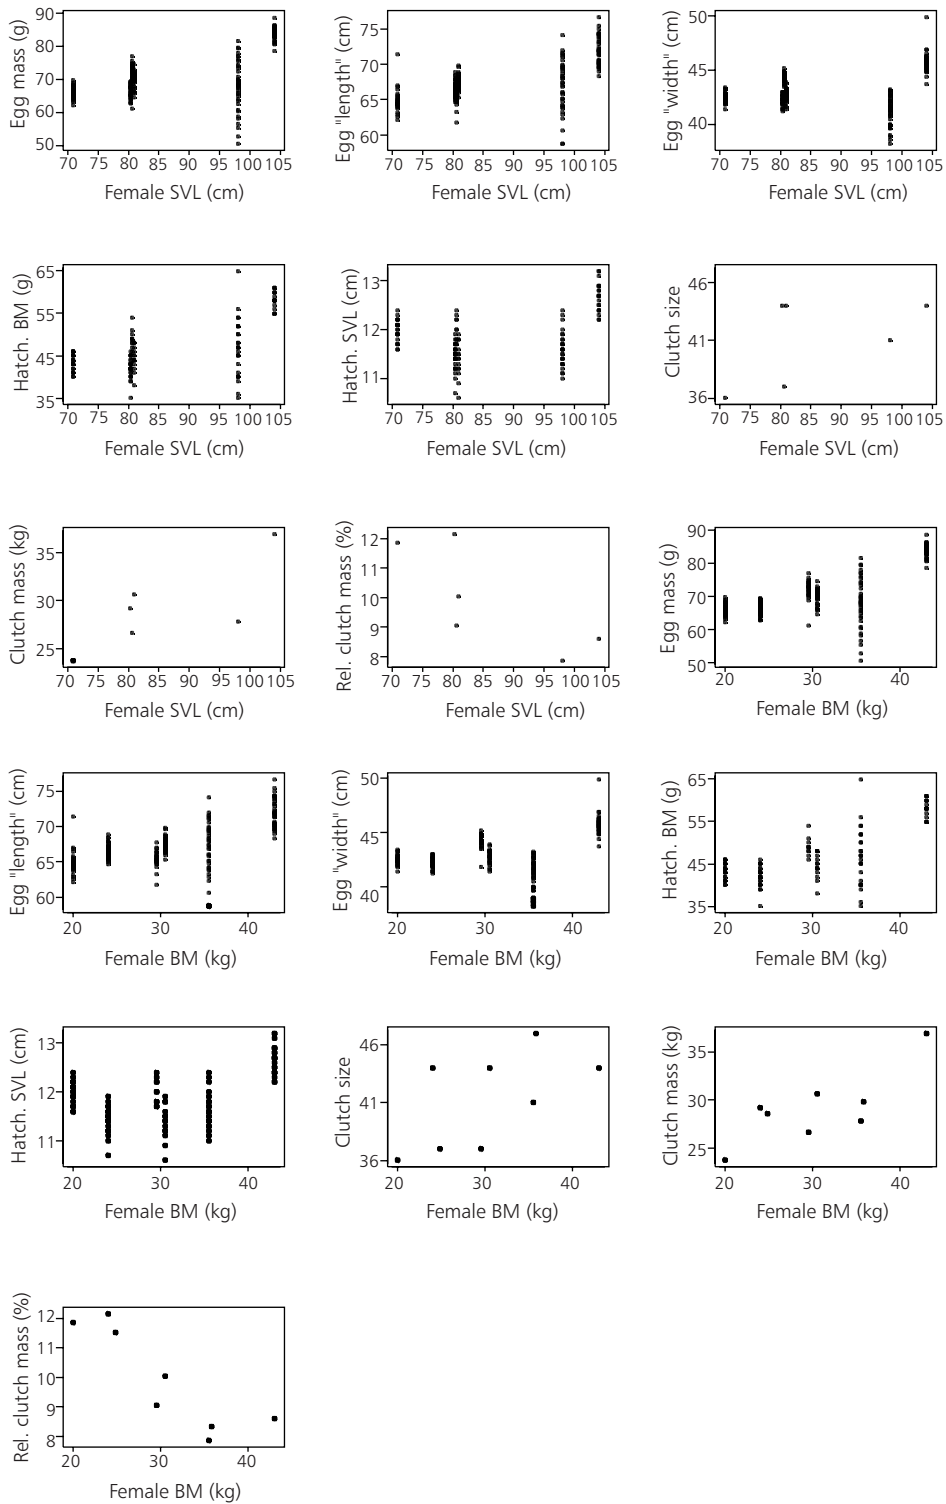 Egg mass (g)
90
80
70
60
50
70 75 80 85 90 95 100 105
Female SVL (cm)
Egg "length" (cm)
75
70
65
60
70 75 80 85 90 95 100 105
Female SVL (cm)
Egg "width" (cm)
50
45
40
70 75 80 85 90 95 100 105
Female SVL (cm)
Hatch. BM (g)
65
55
45
35
70 75 80 85 90 95 100 105
Female SVL (cm)
Hatch. SVL (cm)
13
12
11
70 75 80 85 90 95 100 105
Female SVL (cm)
Clutch size
46
41
36
70 75 80 85 90 95 100 105
Female SVL (cm)
Clutch mass (kg)
35
30
25
70 75 80 85 90 95 100 105
Female SVL (cm)
Rel. clutch mass (%)
12
11
10
9
8
70 75 80 85 90 95 100 105
Female SVL (cm)
Egg mass (g)
90
80
70
60
50
20 30 40
Female BM (kg)
Egg "length" (cm)
75
70
65
60
20 30 40
Female BM (kg)
Egg "width" (cm)
50
45
40
20 30 40
Female BM (kg)
Hatch. BM (g)
65
55
45
35
20 30 40
Female BM (kg)
Hatch. SVL (cm)
13
12
11
20 30 40
Female BM (kg)
Clutch size
46
41
36
20 30 40
Female BM (kg)
Clutch mass (kg)
35
30
25
20 30 40
Female BM (kg)
Rel. clutch mass (%)
12
11
10
9
8
20 30 40
Female BM (kg)